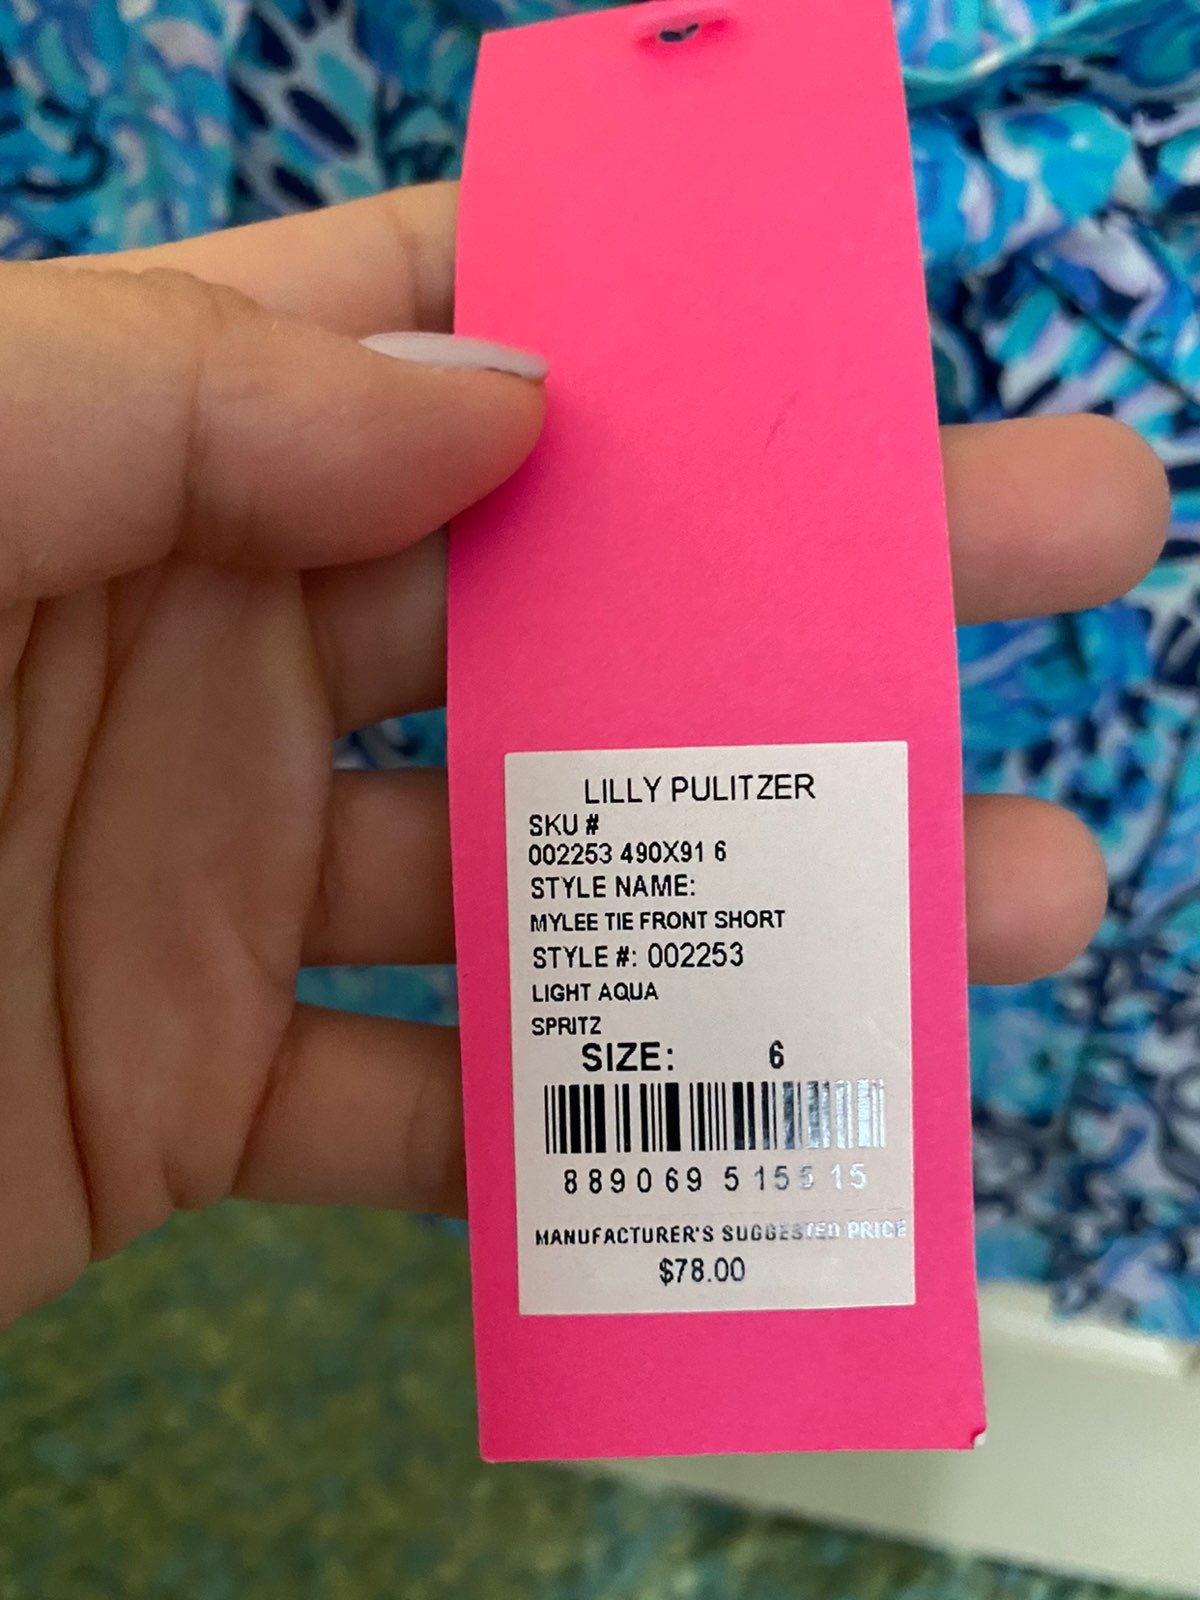 LILLY PULITZER
SKU #
002253 490X91 6
STYLE NAME:
MYLEE TIE FRONT SHORT
STYLE #: 002253
LIGHT AQUA
SPRITZ
SIZE: 6
889069 515515
MANUFACTURER'S SUGGESTED PRICE
$78.00